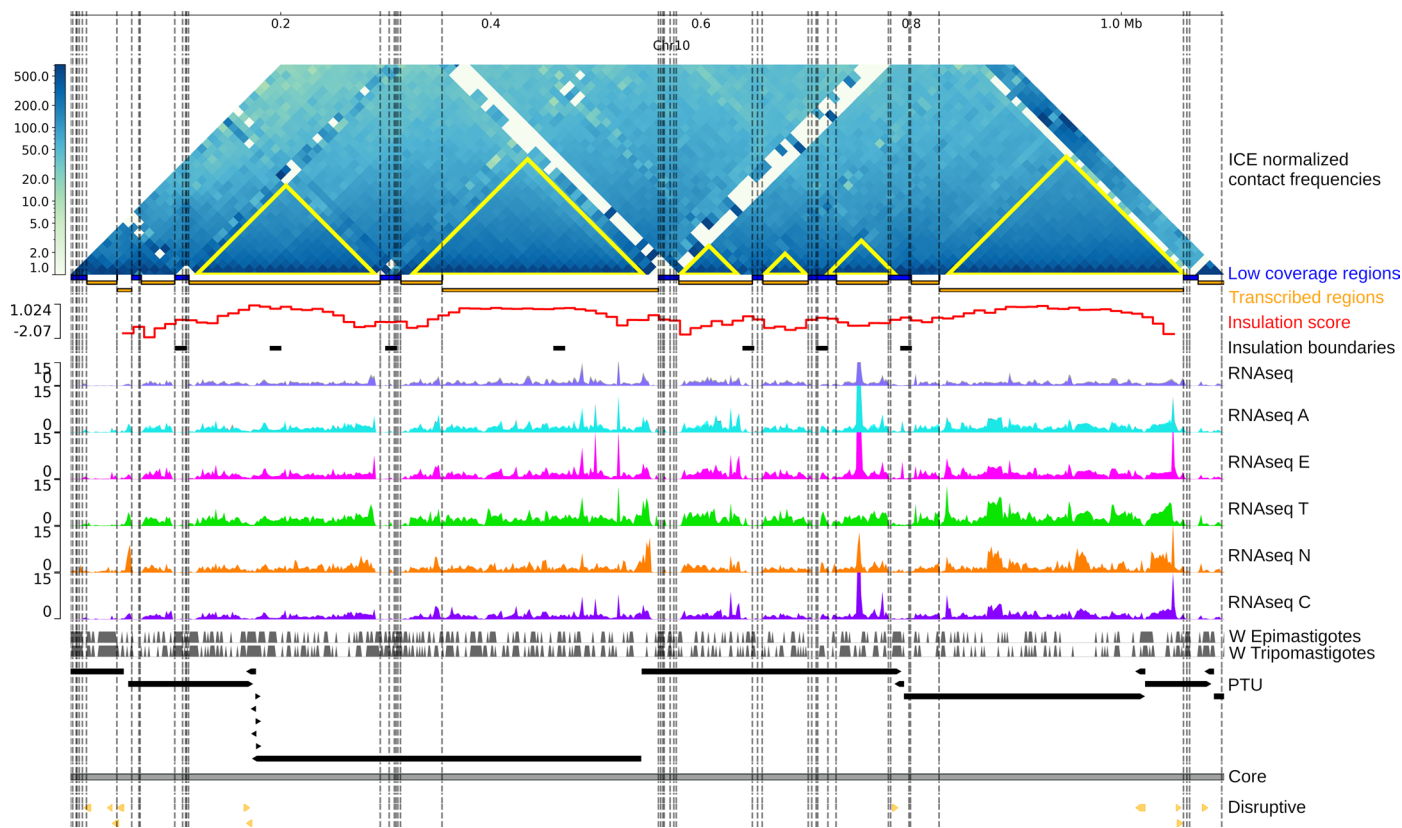 0.2 0.4 0.6 0.8 1.0 Mb
Chr10
500.0
200.0
100.0
50.0
20.0
10.0
5.0
2.0
1.0
ICE normalized
contact frequencies
Low coverage regions
Transcribed regions
1.024
-2.07
Insulation score
Insulation boundaries
15
0
RNAseq
15
0
RNAseq A
15
0
RNAseq E
15
0
RNAseq T
15
0
RNAseq N
15
0
RNAseq C
W Epimastigotes
W Tripomastigotes
PTU
Core
Disruptive